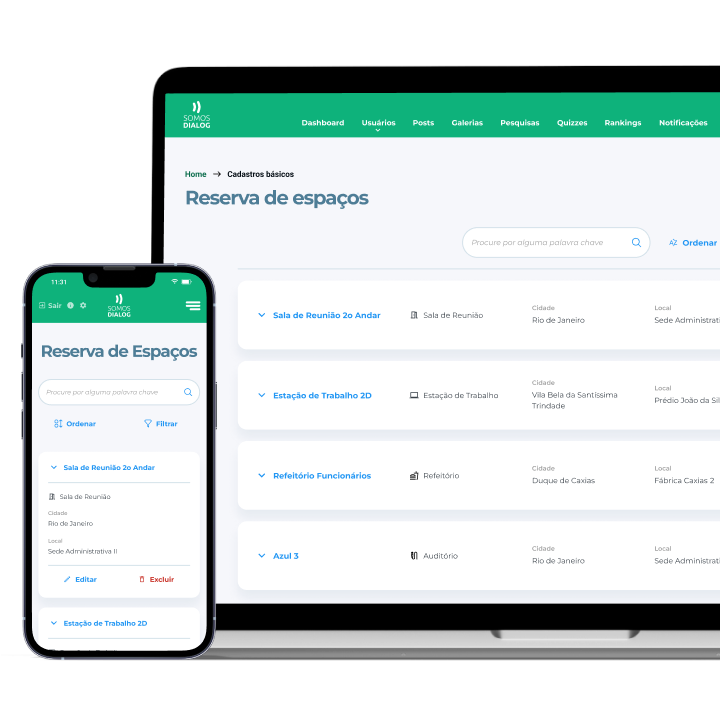 SOMOS
DIALOG
Dashboard Usuários Posts Galerias Pesquisas Quizzes Rankings Notificações
Home → Cadastros básicos
Reserva de espaços
Procure por alguma palavra chave
AZ Ordenar
Sala de Reunião 2o Andar
Sala de Reunião
Cidade
Rio de Janeiro
Local
Sede
Estação de Trabalho 2D
Estação de Trabalho
Cidade
Vila Bela da Santíssima
Trindade
Local
Prédio João da
Refeitório Funcionários
Refeitório
Cidade
Duque de Caxias
Local
Fábrica Caxias 2
Azul 3
Auditório
Cidade
Rio de Janeiro
Local
Sede
11:31
Sair
SOMOS
DIALOG
Reserva de Espaços
Procure por alguma palavra chave
Ordenar
Filtrar
Sala de Reunião 2o Andar
Sala de Reunião
Cidade
Rio de Janeiro
Local
Sede Administrativa II
Editar
Excluir
Estação de Trabalho 2D